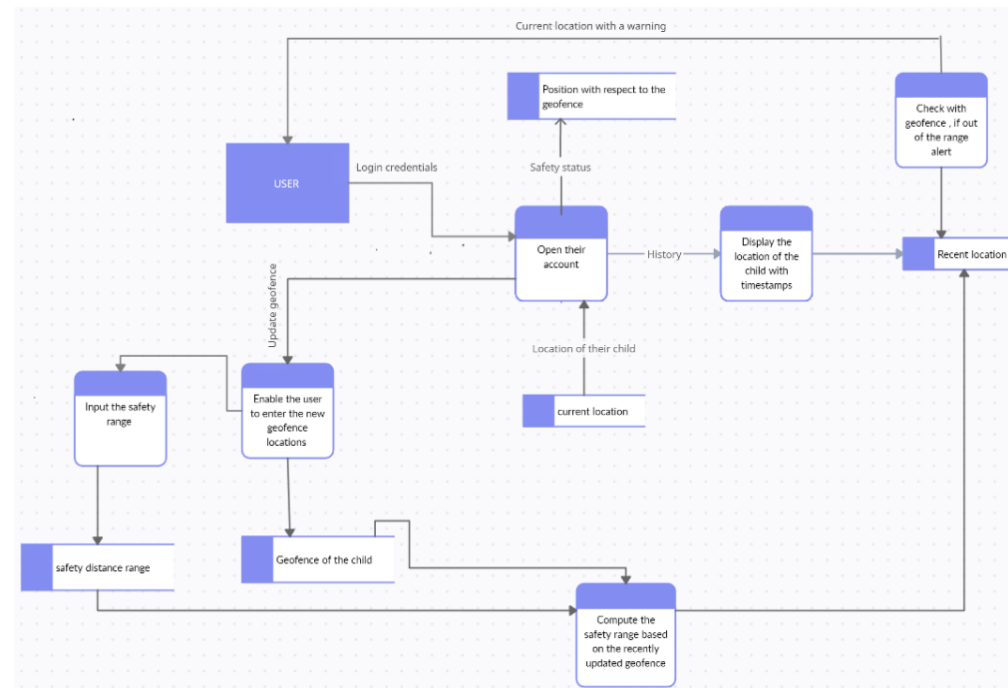 Current location with a warning
Position with respect to the
geofence
Check with
geofence , if out
of the range
alert
Login credentials
Safety status
USER
Open their
account
History
Display the
location of the
child with
timestamps
Recent location
Update geofence
Location of their child
Input the safety
range
Enable the user
to enter the new
geofence
locations
current location
safety distance range
Geofence of the child
Compute the
safety range based
on the recently
updated geofence